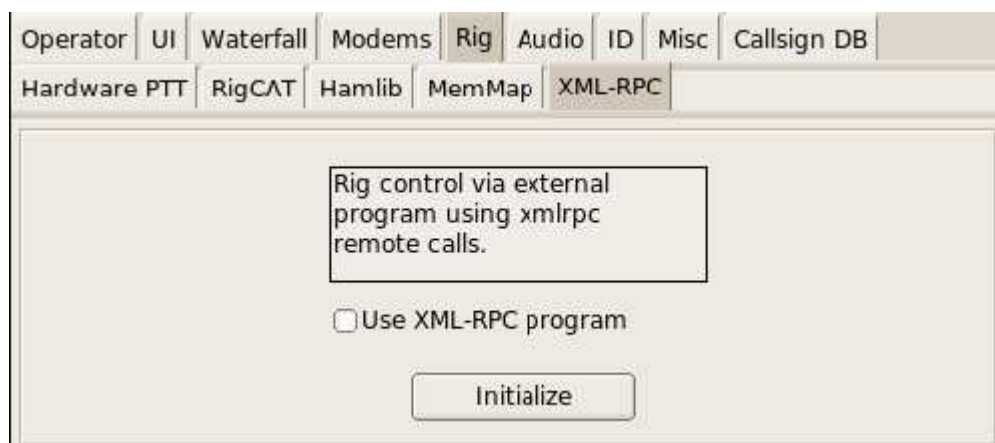 Operator UI Waterfall Modems Rig Audio ID Misc Callsign DB
Hardware PTT RigCAT Hamlib MemMap XML-RPC
Rig control via external
program using xmlrpc
remote calls.
Use XML-RPC program
Initialize